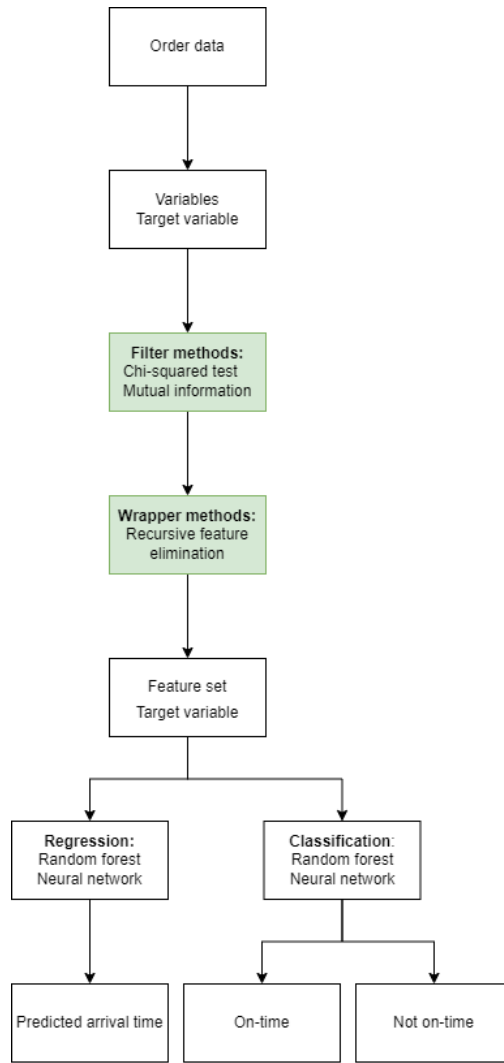 Order data
Variables
Target variable
Filter methods:
Chi-squared test
Mutual information
Wrapper methods:
Recursive feature
elimination
Feature set
Target variable
Regression:
Random forest
Neural network
Classification:
Random forest
Neural network
Predicted arrival time
On-time
Not on-time